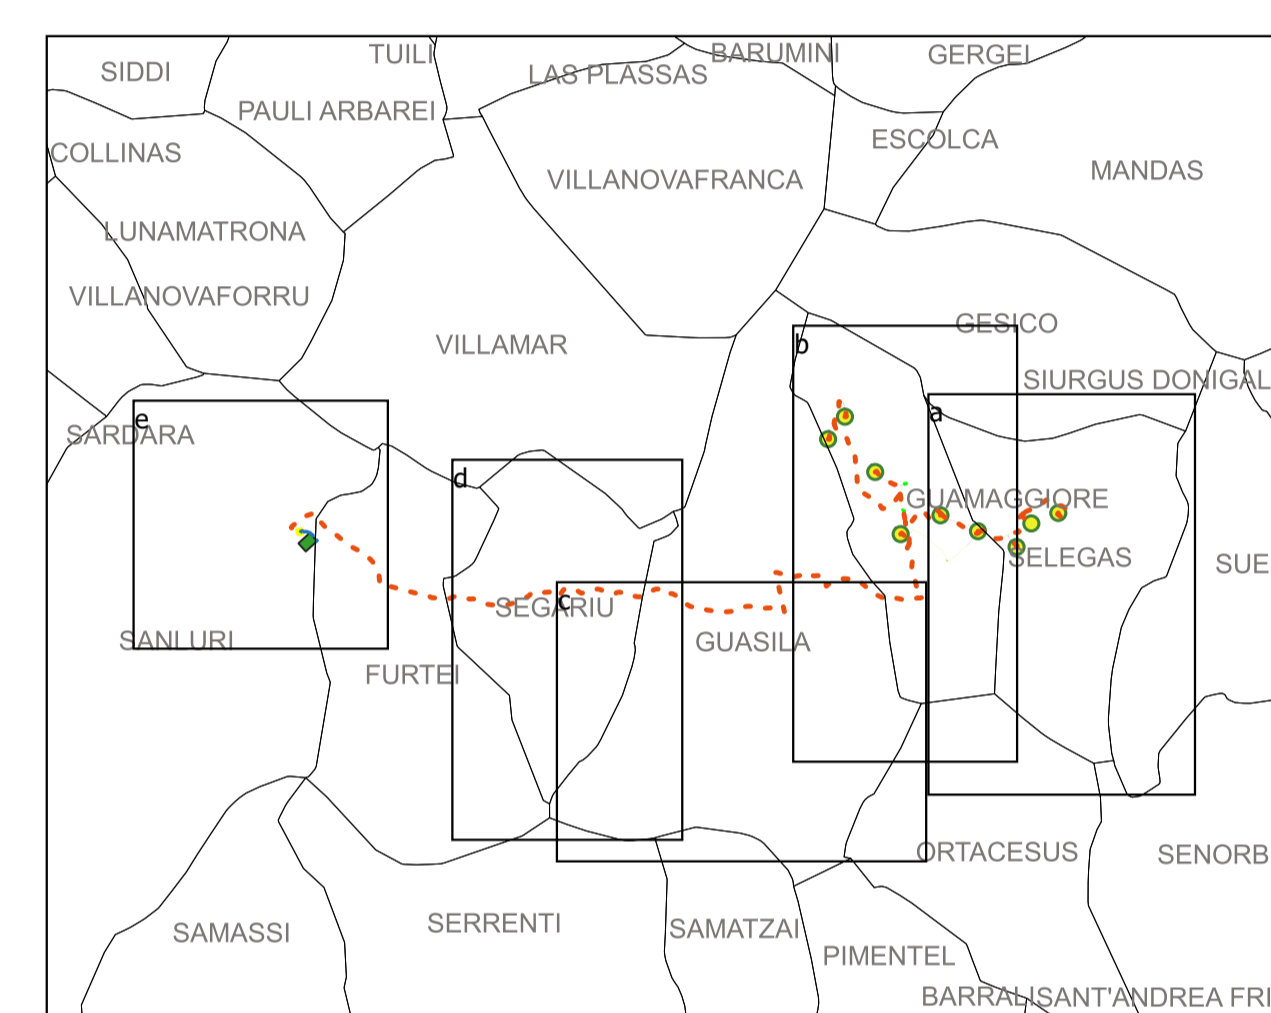 TUILI
BARUMINI
GERGEI
SIDDI
LAS PLASSAS
PAULI ARBAREI
ESCOLCA
COLLINAS
MANDAS
VILLANOVAFRANCA
LUNAMATRONA
VILLANOVAFORRU
GESICO
VILLAMAR
b
SIURGUS DONIGAL
a
e
SARDARA
d
GUAMAGGIORE
SELEGAS
SUE
c
SEGARIU
SANLURI
GUASILA
FURTEI
ORTACESUS
SENORB
SERRENTI
SAMASSI
SAMATZAI
PIMENTEL
BARRALI
SANT'ANDREA FRI